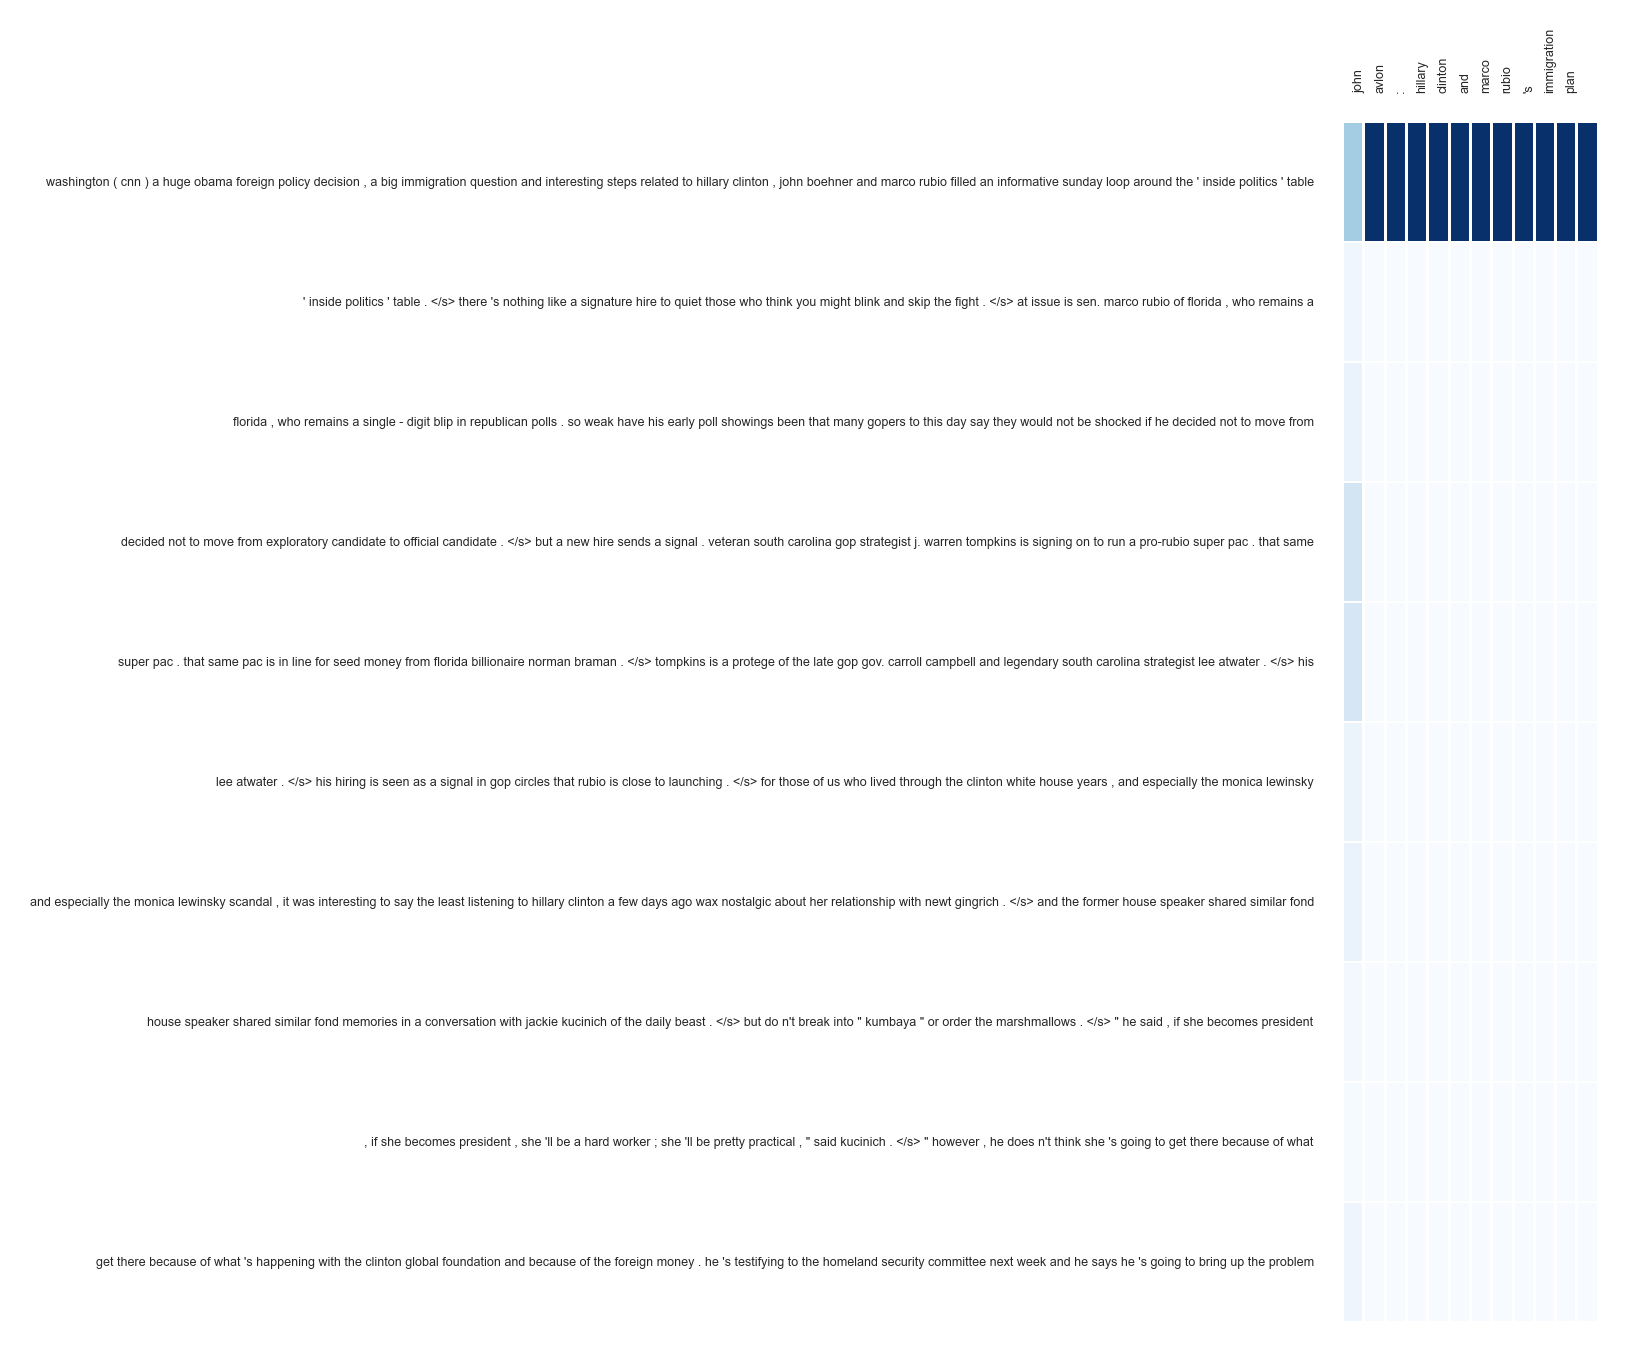 john
avlon
:
hillary
clinton
and
marco
rubio
's
immigration
plan
washington ( cnn ) a huge obama foreign policy decision , a big immigration question and interesting steps related to hillary clinton , john boehner and marco rubio filled an informative sunday loop around the ' inside politics ' table
' inside politics ' table . </s> there 's nothing like a signature hire to quiet those who think you might blink and skip the fight . </s> at issue is sen. marco rubio of florida , who remains a
florida , who remains a single - digit blip in republican polls . so weak have his early poll showings been that many gopers to this day say they would not be shocked if he decided not to move from
decided not to move from exploratory candidate to official candidate . </s> but a new hire sends a signal . veteran south carolina gop strategist j. warren tompkins is signing on to run a pro-rubio super pac . that same
super pac . that same pac is in line for seed money from florida billionaire norman braman . </s> tompkins is a protege of the late gop gov. carroll campbell and legendary south carolina strategist lee atwater . </s> his
lee atwater . </s> his hiring is seen as a signal in gop circles that rubio is close to launching . </s> for those of us who lived through the clinton white house years , and especially the monica lewinsky
and especially the monica lewinsky scandal , it was interesting to say the least listening to hillary clinton a few days ago wax nostalgic about her relationship with newt gingrich . </s> and the former house speaker shared similar fond
house speaker shared similar fond memories in a conversation with jackie kucinich of the daily beast . </s> but do n't break into " kumbaya " or order the marshmallows . </s> " he said , if she becomes president
, if she becomes president , she 'll be a hard worker ; she 'll be pretty practical , " said kucinich . </s> " however , he does n't think she 's going to get there because of what
get there because of what 's happening with the clinton global foundation and because of the foreign money . he 's testifying to the homeland security committee next week and he says he 's going to bring up the problem